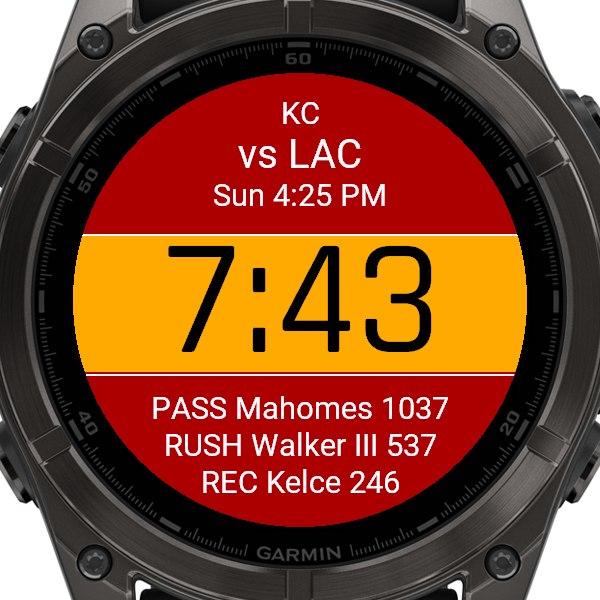 60
KC
vs LAC
Sun 4:25 PM
50
7:43
PASS Mahomes 1037
RUSH Walker III 537
REC Kelce 246
40
20
GARMIN